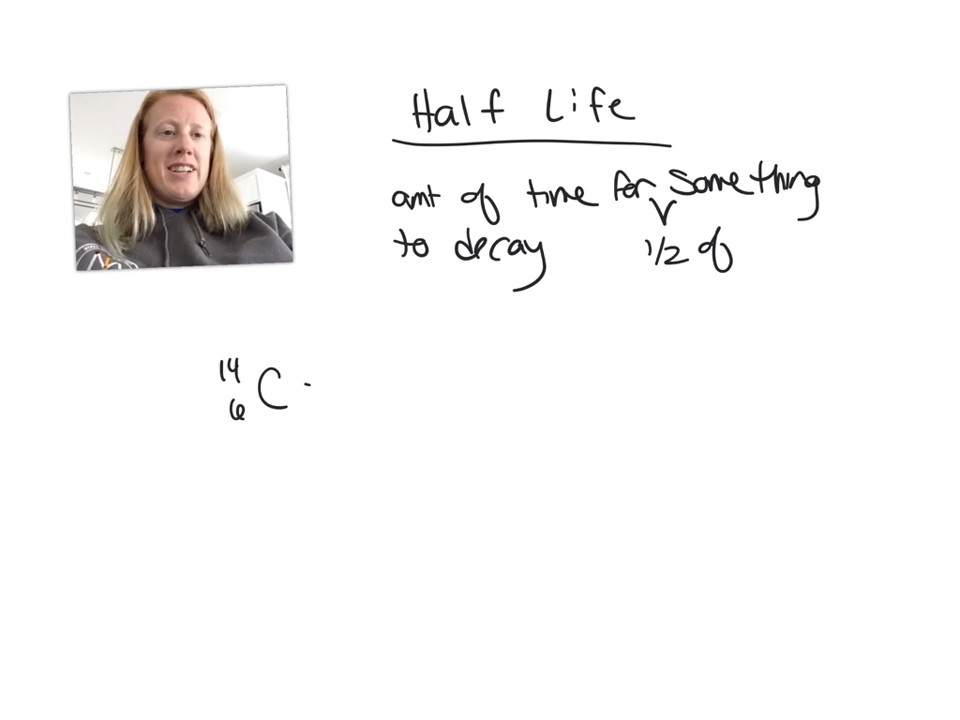 Half Life
amt of time for something
to decay 1/2 of
14
6 C -